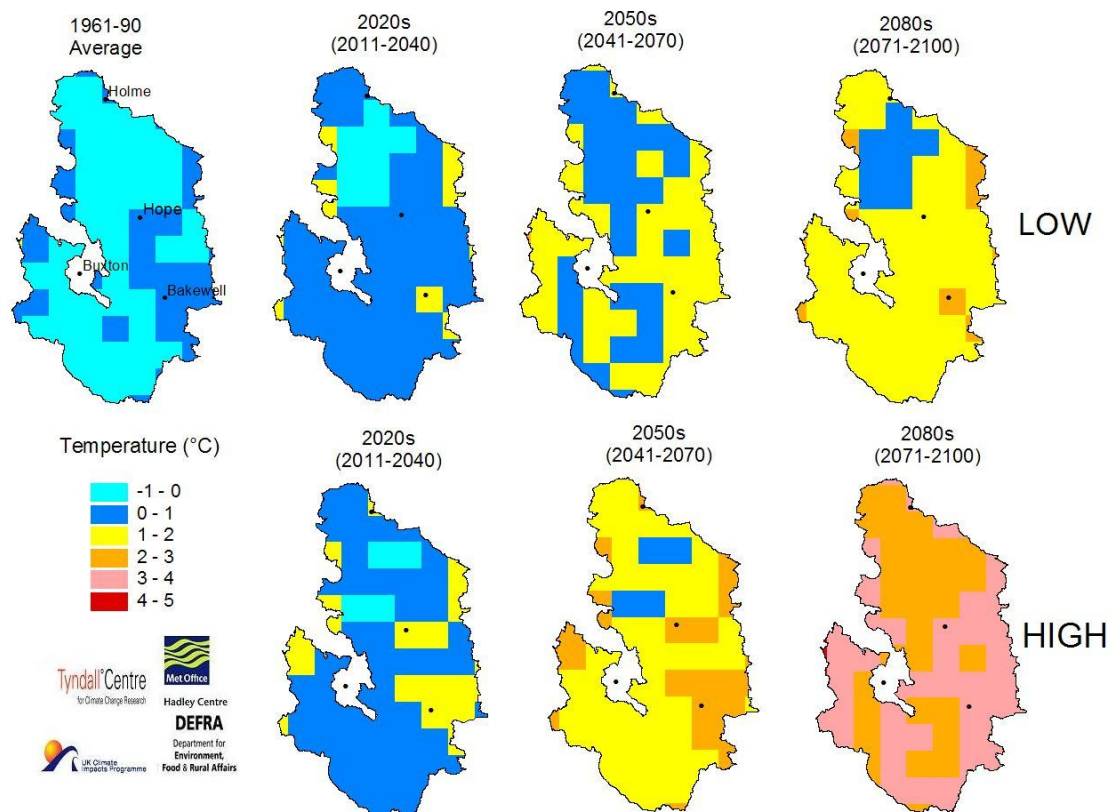 1961-90
Average
2020s
(2011-2040)
2050s
(2041-2070)
2080s
(2071-2100)
Holme
Hope
Buxton
Bakewell
LOW
Temperature (°C)
-1 - 0
0 - 1
1 - 2
2 - 3
3 - 4
4 - 5
2020s
(2011-2040)
2050s
(2041-2070)
2080s
(2071-2100)
HIGH
Tyndall°Centre
for Climate Change Research
Met Office
Hadley Centre
DEFRA
Department for
Environment,
Food & Rural Affairs
UK Climate
Impacts Programme